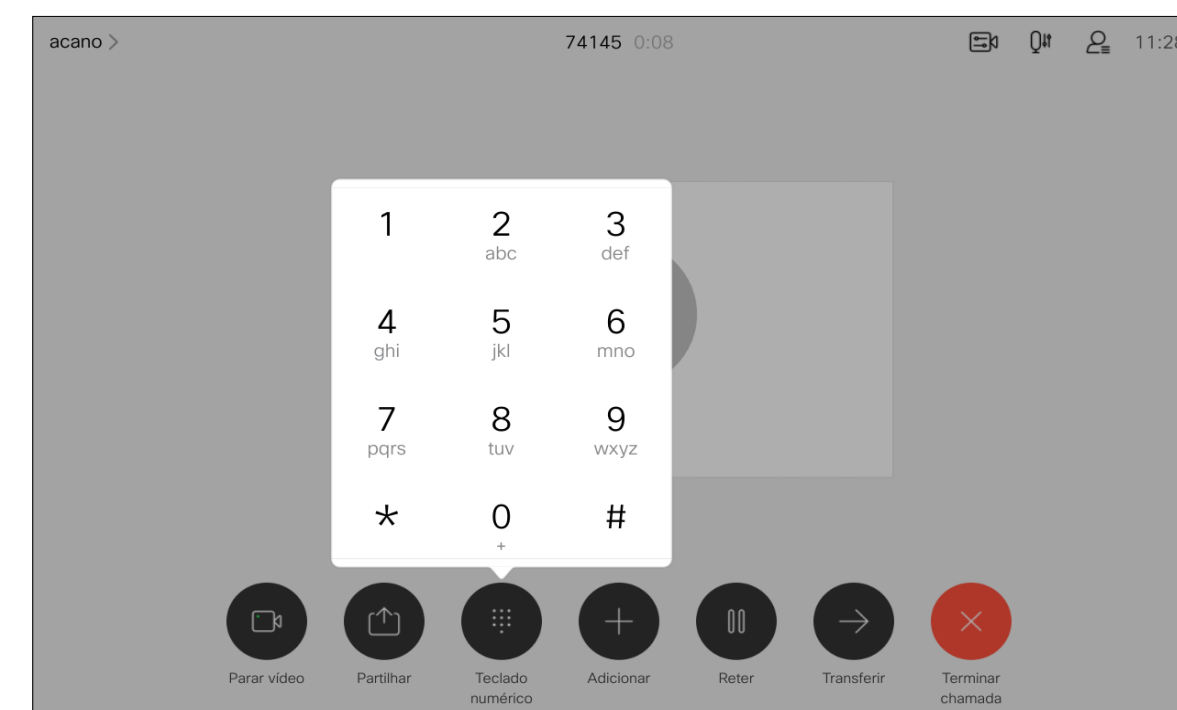 acano
74145 0:08
11:28
1 2 3
abc def
4 5 6
ghi jkl mno
7 8 9
pqrs tuv wxyz
* 0 #
+
Parar vídeo Partilhar Teclado numérico Adicionar Reter Transferir Terminar chamada